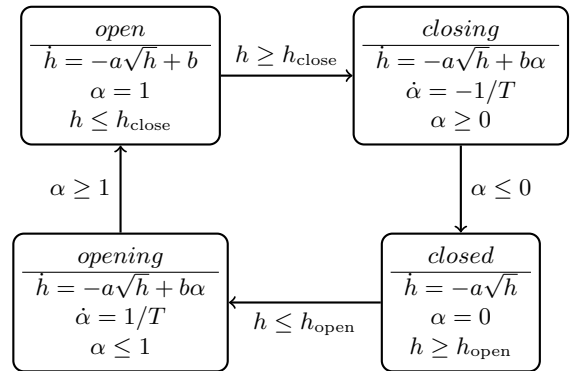 open
ḣ = −a√h + b
α = 1
h ≤ h_close
h ≥ h_close
closing
ḣ = −a√h + bα
α̇ = −1/T
α ≥ 0
α ≥ 1
α ≤ 0
opening
ḣ = −a√h + bα
α̇ = 1/T
α ≤ 1
h ≤ h_open
closed
ḣ = −a√h
α = 0
h ≥ h_open